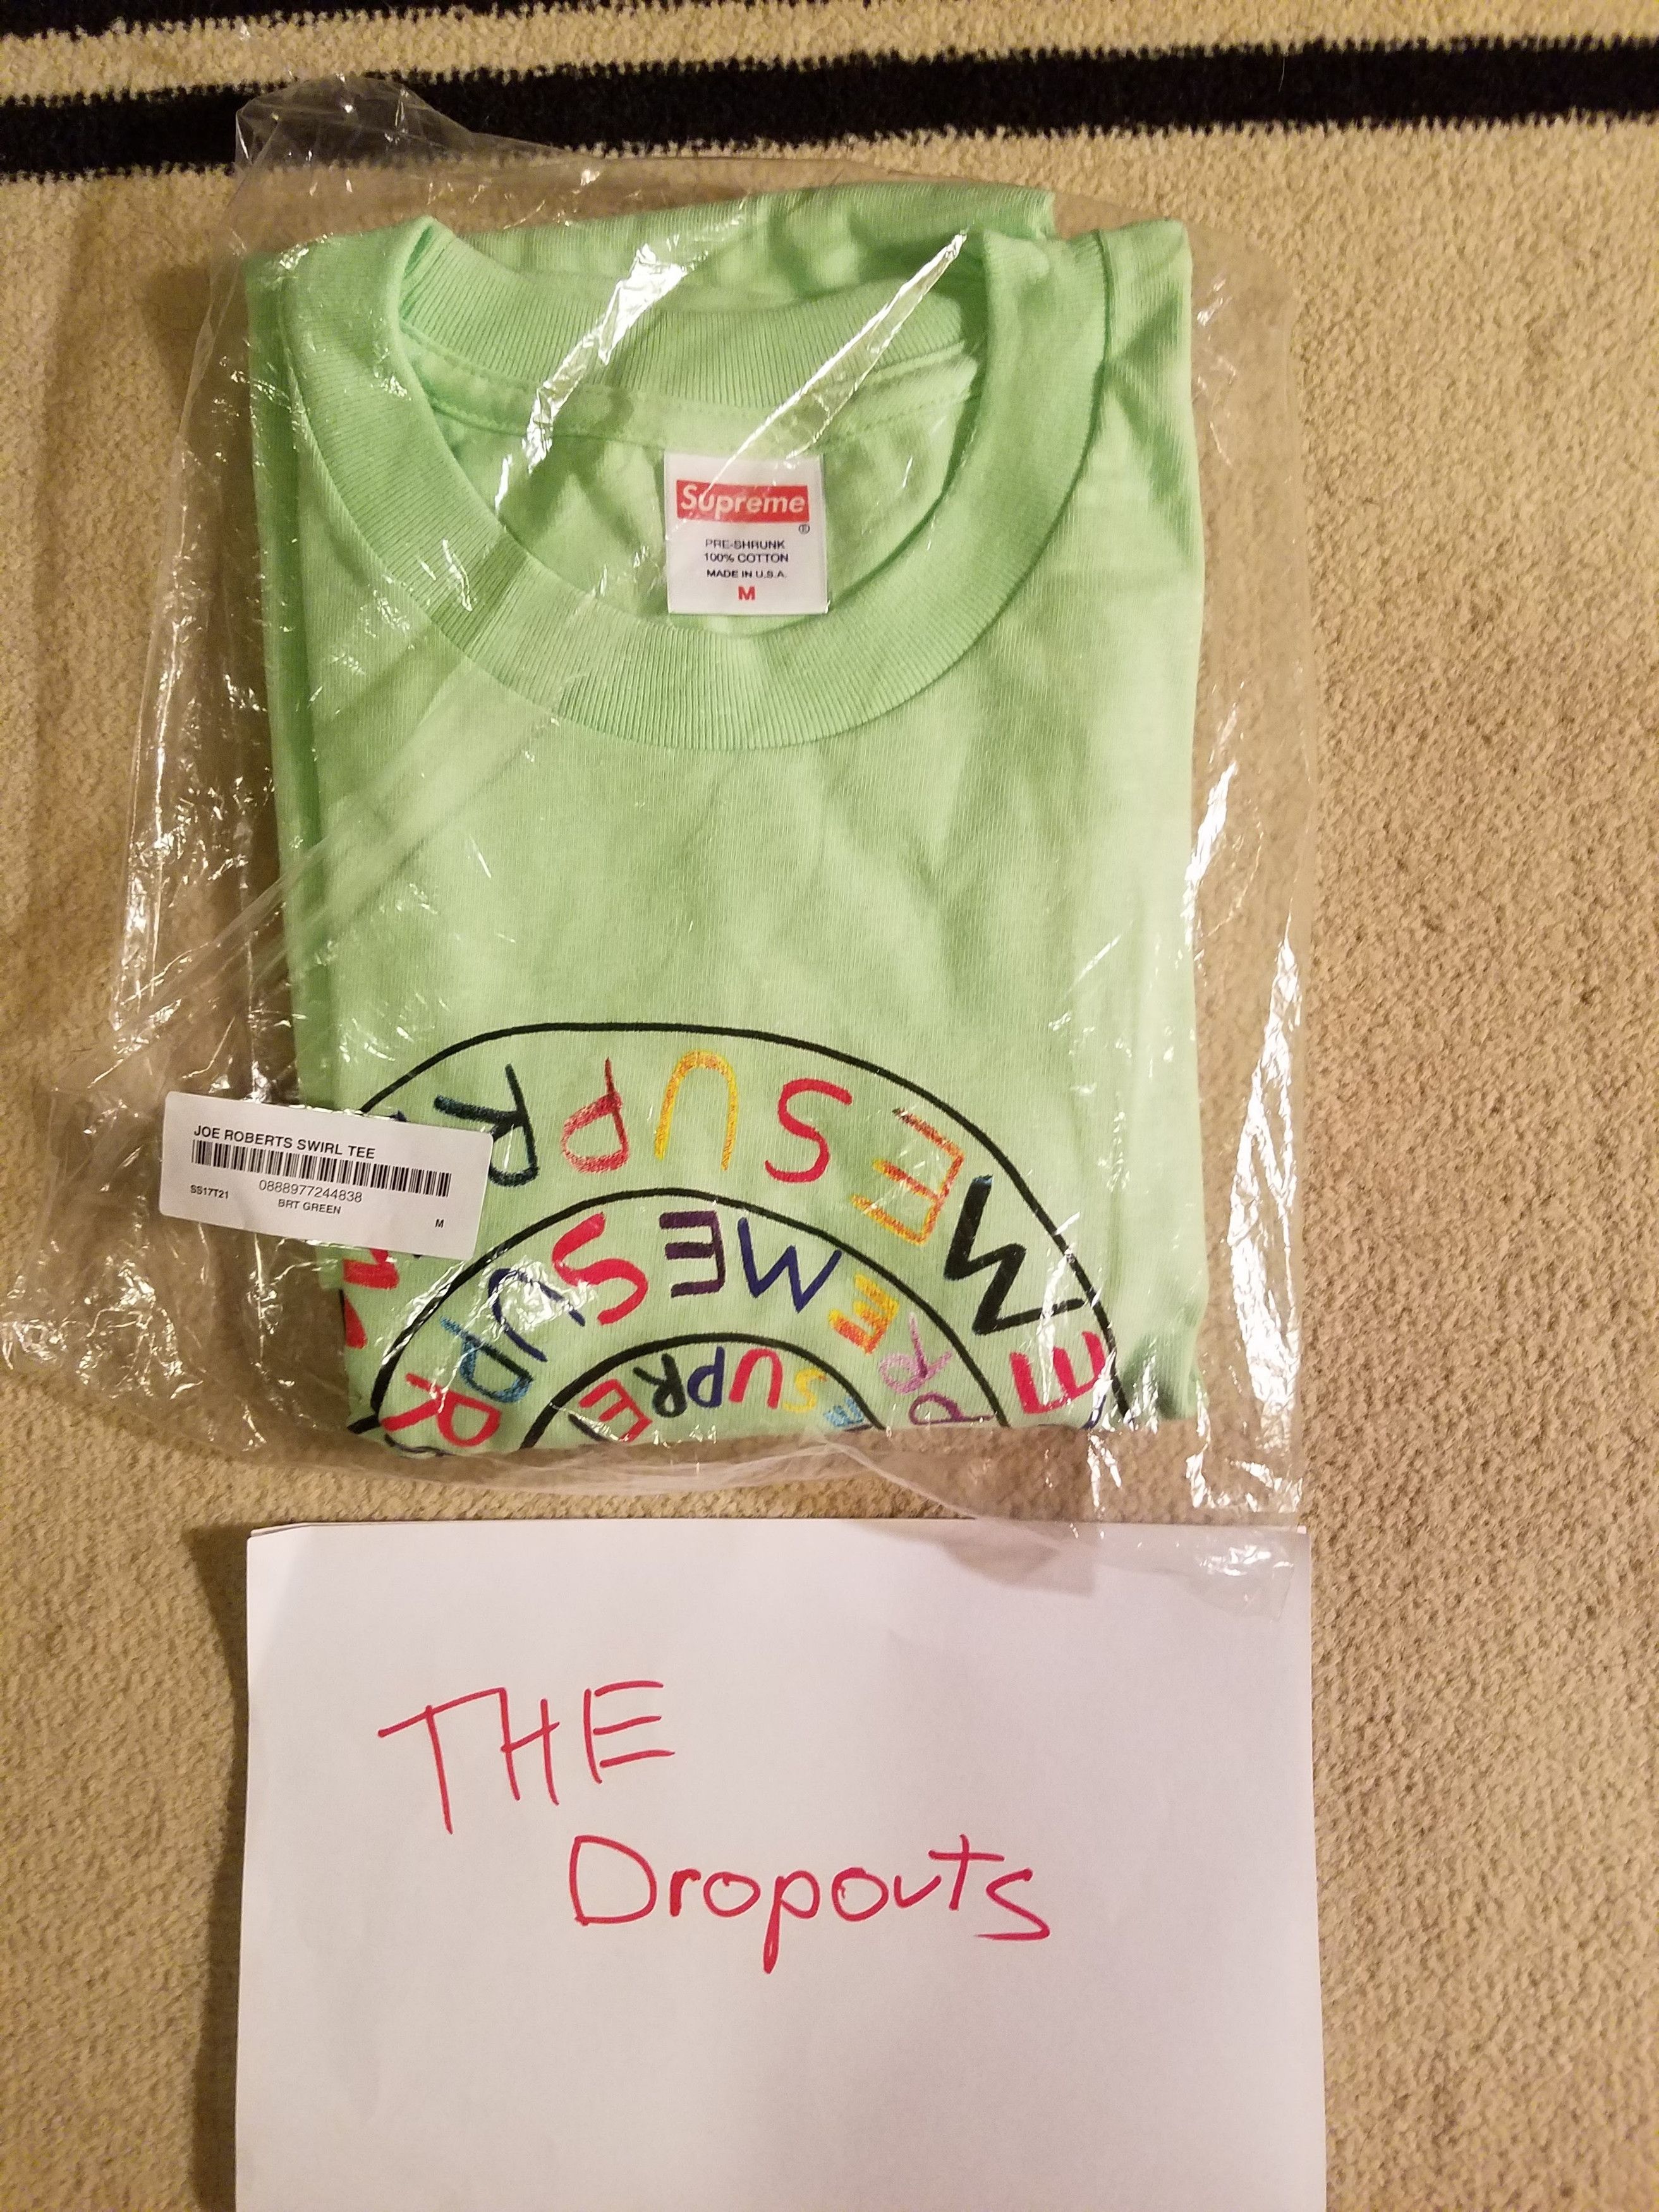 Supreme
®
PRE-SHRUNK
100% COTTON
MADE IN U.S.A.
M
R P U S E M E
R P U S E M E R P
E R P U S E
JOE ROBERTS SWIRL TEE
0888977244838
SS17T21
BRT GREEN
M
THE
Dropouts